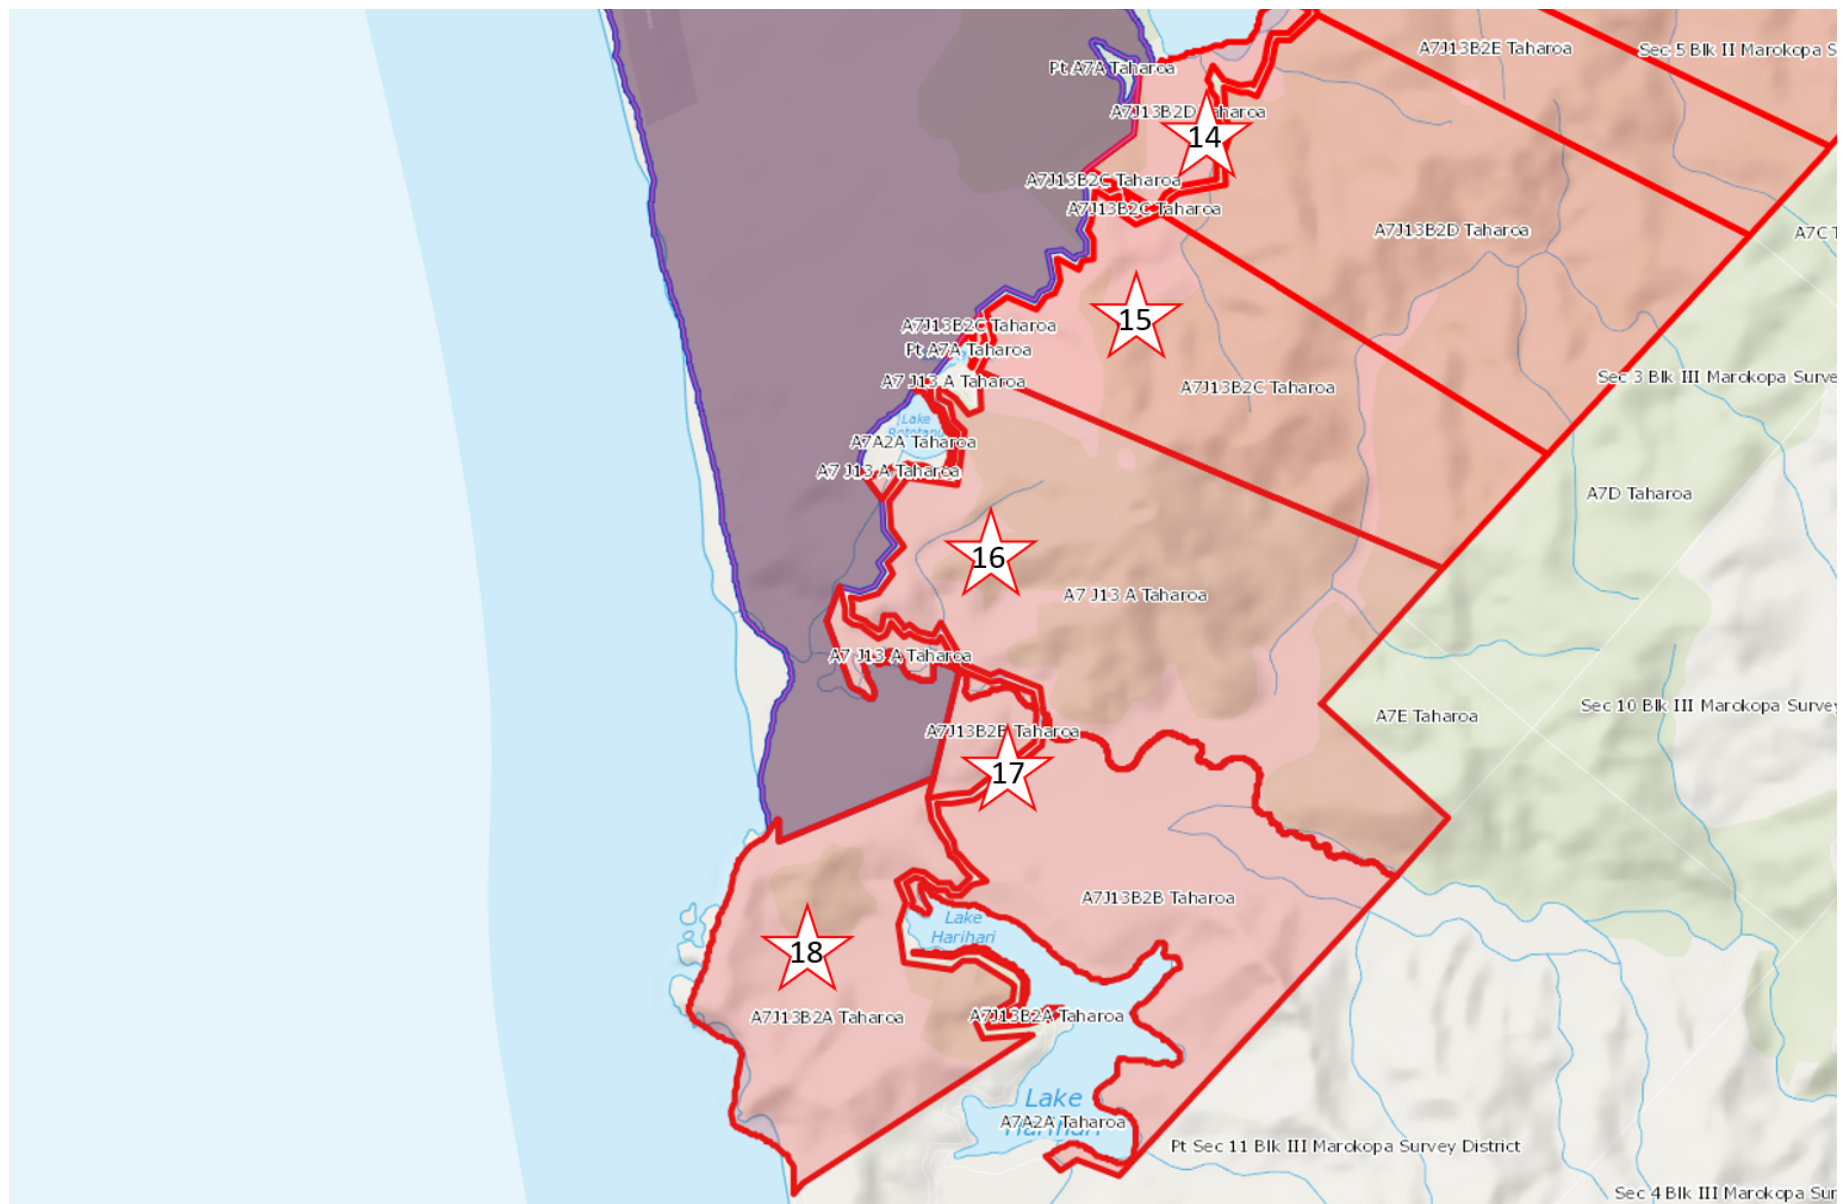 A7J13B2E Taharoa
Sec 5 Blk II Marokopa S
Pt A7A Taharoa
A7J13B2D Taharoa
14
A7J13B2C Taharoa
A7J13B2C Taharoa
A7J13B2D Taharoa
A7C T
15
A7J13B2C Taharoa
Pt A7A Taharoa
A7 J13 A Taharoa
A7J13B2C Taharoa
Sec 3 Blk III Marokopa Surve
Lake
A7A2A Taharoa
A7 J13 A Taharoa
A7D Taharoa
16
A7 J13 A Taharoa
A7 J13 A Taharoa
A7E Taharoa
Sec 10 Blk III Marokopa Survey
A7J13B2B Taharoa
17
A7J13B2B Taharoa
Lake
Harihari
18
A7J13B2A Taharoa
A7J13B2A Taharoa
Lake
Harihari
A7A2A Taharoa
Pt Sec 11 Blk III Marokopa Survey District
Sec 4 Blk III Marokopa Sur